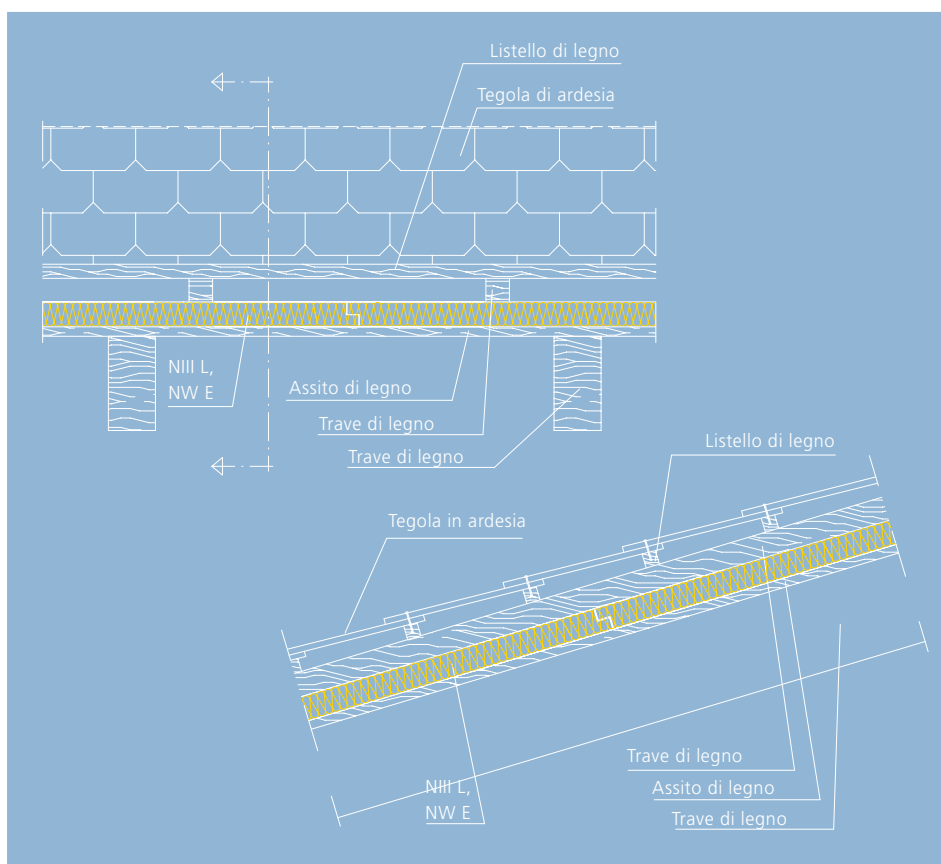 Listello di legno
Tegola di ardesia
NIII L,
NW E
Assito di legno
Trave di legno
Trave di legno
Listello di legno
Tegola in ardesia
Trave di legno
Assito di legno
Trave di legno
NIII L,
NW E